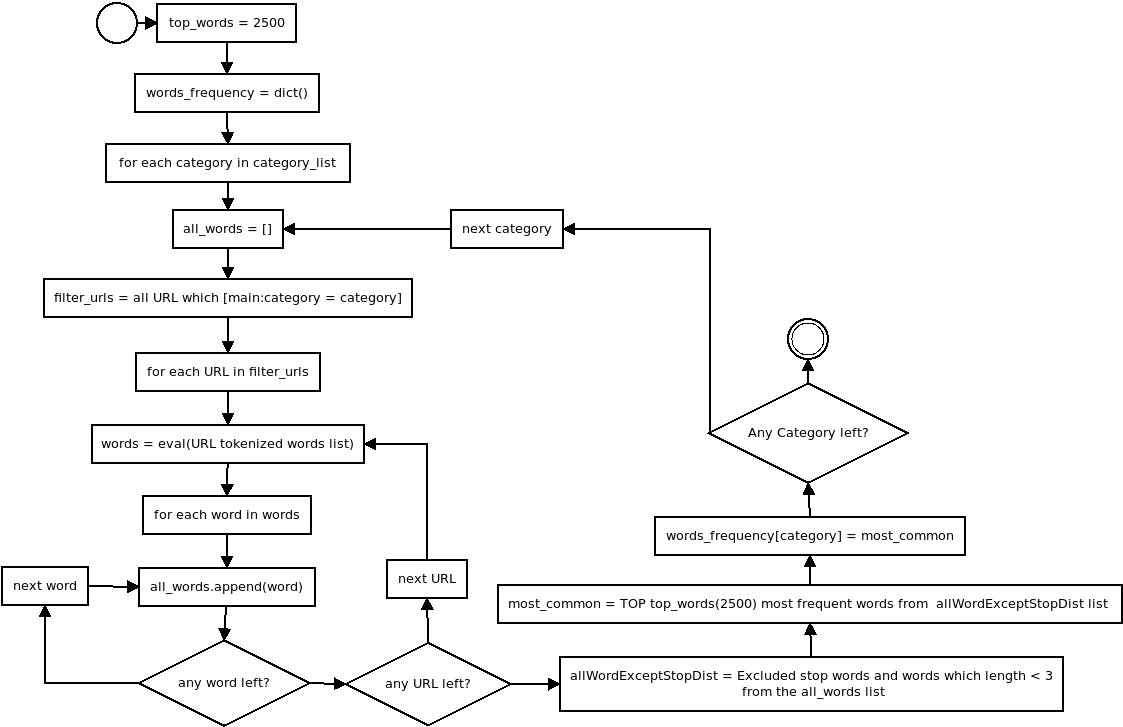 top_words = 2500
words_frequency = dict()
for each category in category_list
all_words = []
next category
filter_urls = all URL which [main:category = category]
for each URL in filter_urls
words = eval(URL tokenized words list)
for each word in words
next word
all_words.append(word)
next URL
any word left?
any URL left?
allWordExceptStopDist = Excluded stop words and words which length < 3
from the all_words list
most_common = TOP top_words(2500) most frequent words from  allWordExceptStopDist list
words_frequency[category] = most_common
Any Category left?